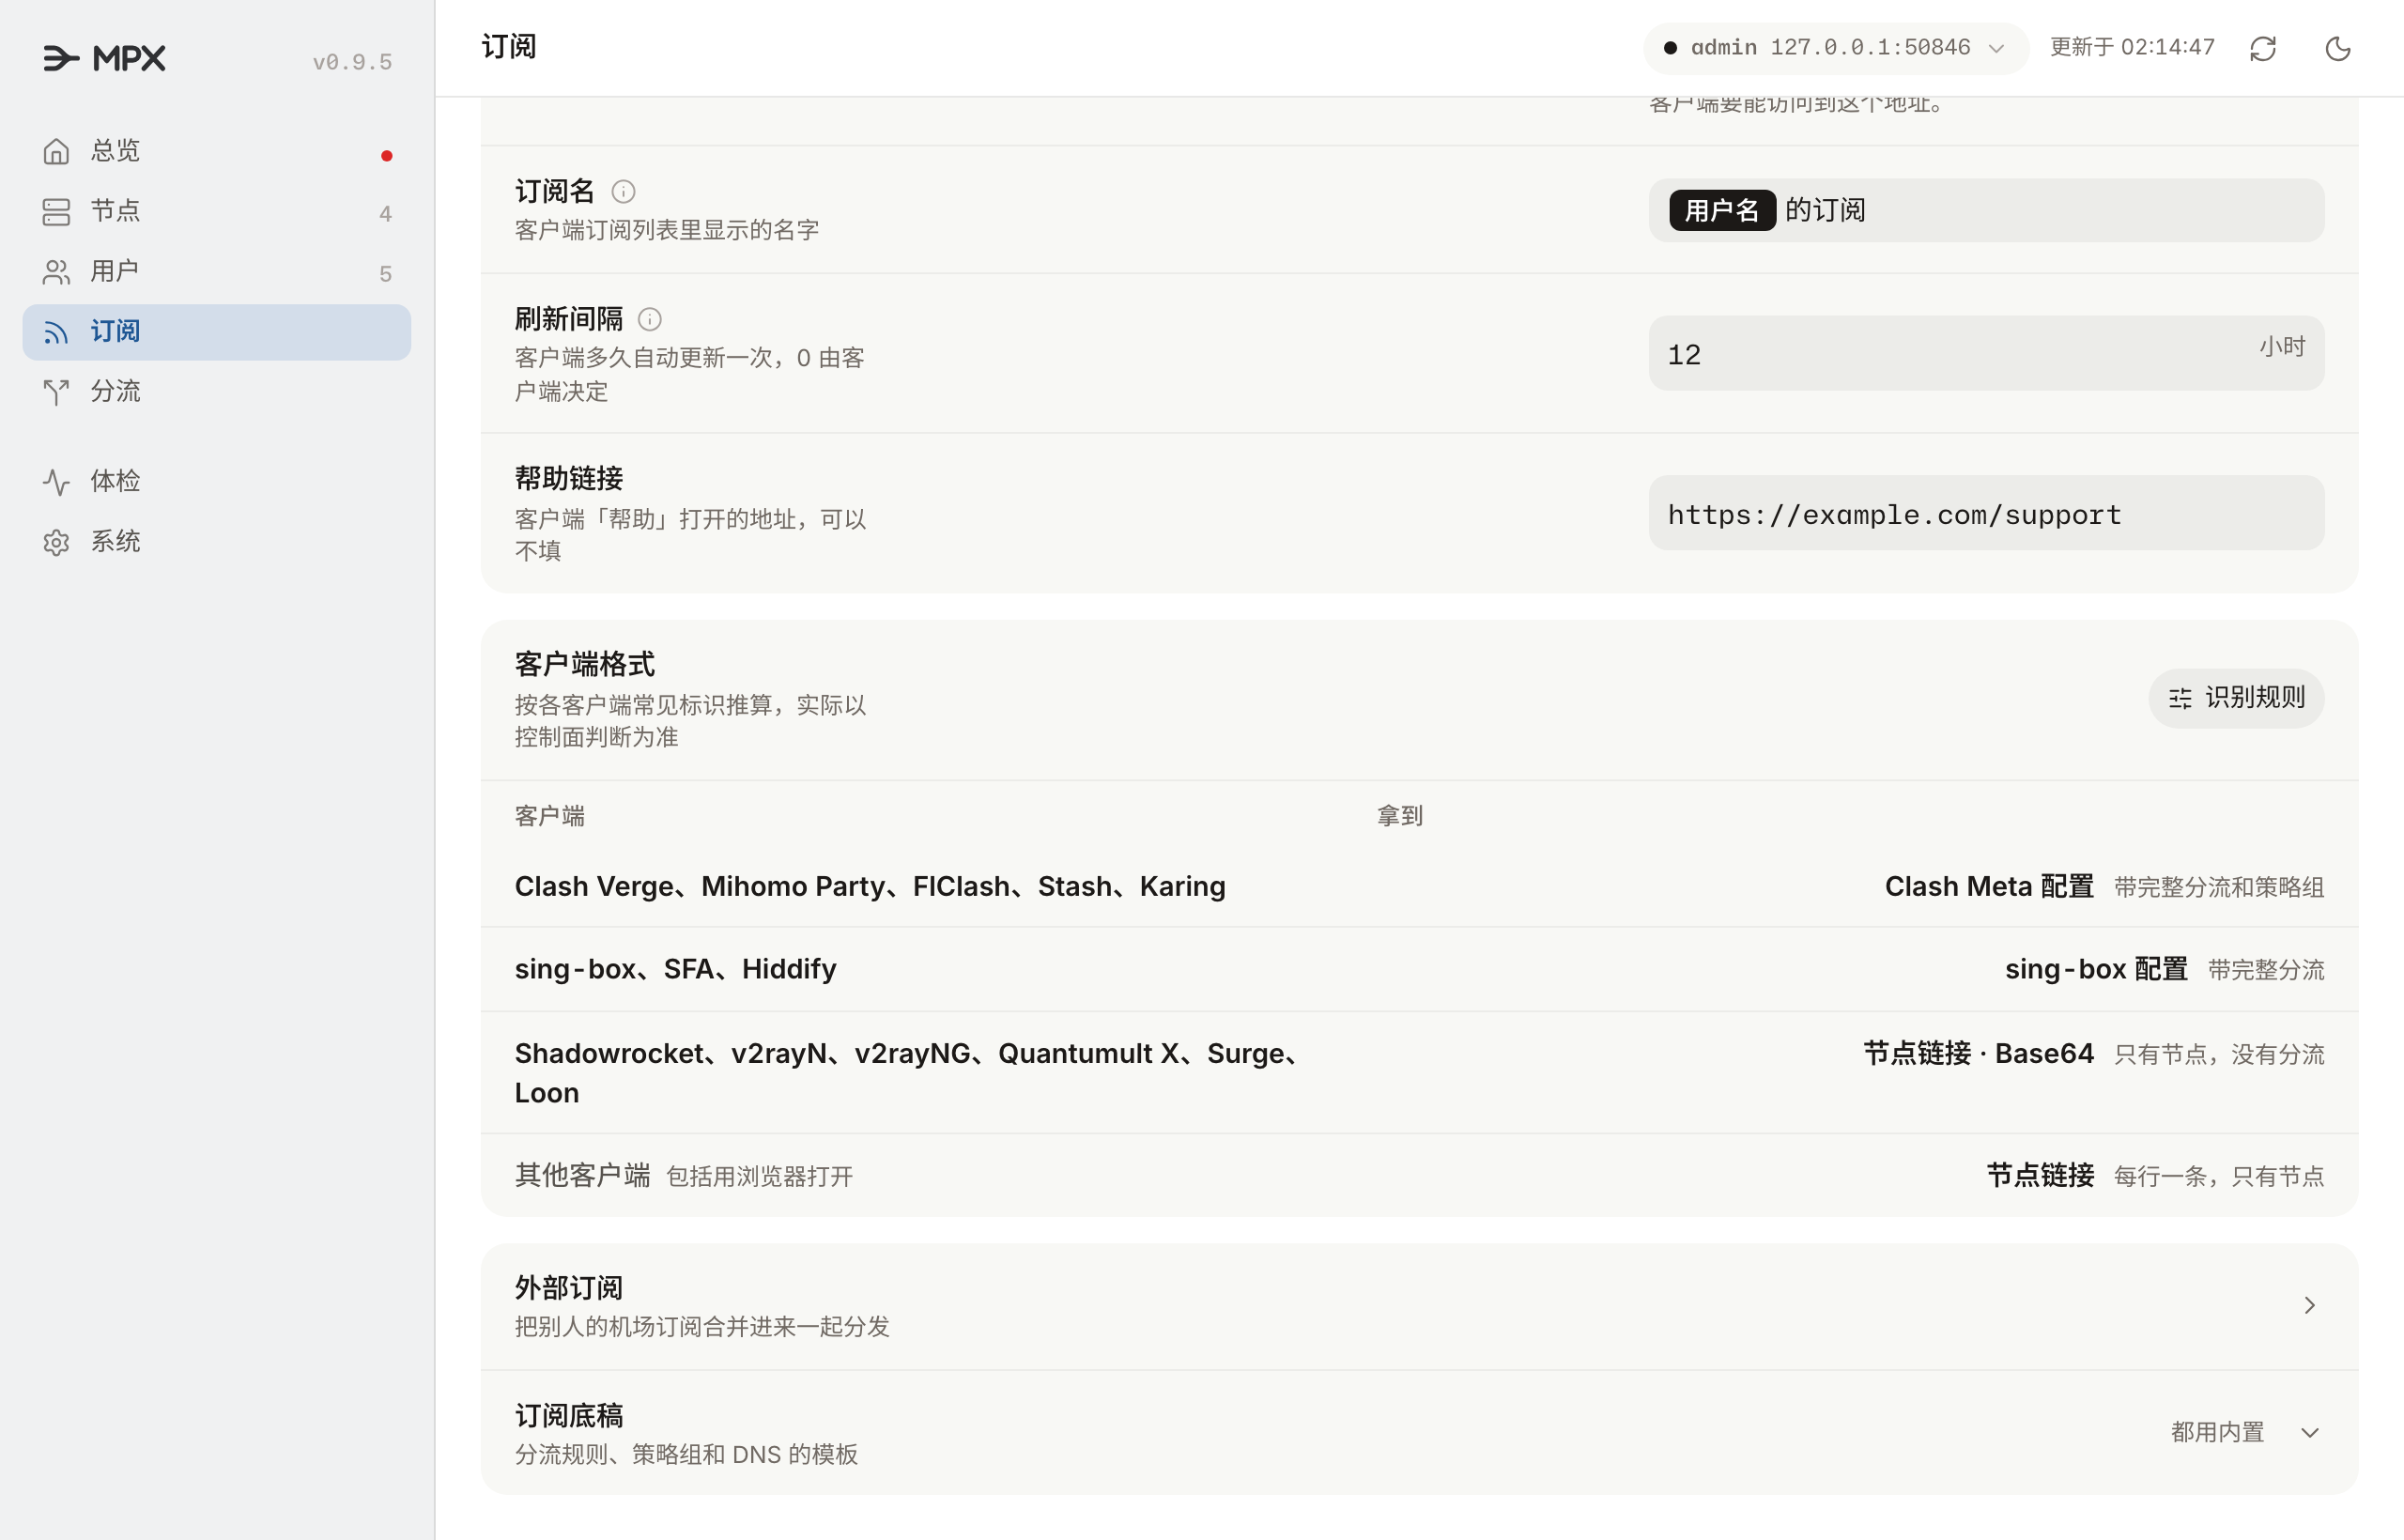 MPX
v0.9.5
总览
节点
4
用户
5
订阅
分流
体检
系统
订阅
admin 127.0.0.1:50846
更新于 02:14:47
客户端要能访问到这个地址。
订阅名
客户端订阅列表里显示的名字
用户名 的订阅
刷新间隔
客户端多久自动更新一次，0 由客
户端决定
12
小时
帮助链接
客户端「帮助」打开的地址，可以
不填
https://example.com/support
客户端格式
按各客户端常见标识推算，实际以
控制面判断为准
识别规则
客户端
拿到
Clash Verge、Mihomo Party、FlClash、Stash、Karing
Clash Meta 配置 带完整分流和策略组
sing-box、SFA、Hiddify
sing-box 配置 带完整分流
Shadowrocket、v2rayN、v2rayNG、Quantumult X、Surge、
Loon
节点链接 · Base64 只有节点，没有分流
其他客户端 包括用浏览器打开
节点链接 每行一条，只有节点
外部订阅
把别人的机场订阅合并进来一起分发
订阅底稿
分流规则、策略组和 DNS 的模板
都用内置